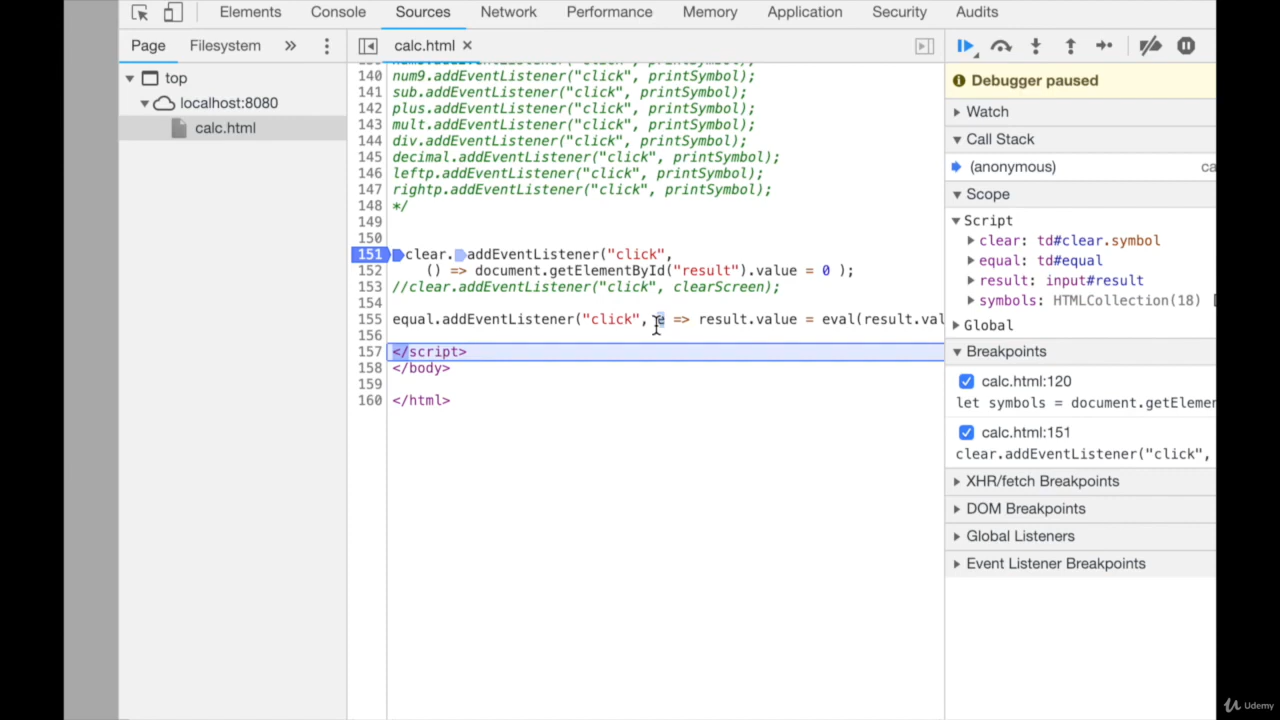 Elements Console Sources Network Performance Memory Application Security Audits
Page Filesystem » calc.html ×
Debugger paused
top
localhost:8080
calc.html
140 num9.addEventListener("click", printSymbol);
141 sub.addEventListener("click", printSymbol);
142 plus.addEventListener("click", printSymbol);
143 mult.addEventListener("click", printSymbol);
144 div.addEventListener("click", printSymbol);
145 decimal.addEventListener("click", printSymbol);
146 leftp.addEventListener("click", printSymbol);
147 rightp.addEventListener("click", printSymbol);
148 */
149
150
151 clear.addEventListener("click",
152 () => document.getElementById("result").value = 0 );
153 //clear.addEventListener("click", clearScreen);
154
155 equal.addEventListener("click", e => result.value = eval(result.val
156
157 </script>
158 </body>
159
160 </html>
Watch
Call Stack
(anonymous) ca
Scope
Script
clear: td#clear.symbol
equal: td#equal
result: input#result
symbols: HTMLCollection(18) [
Global
Breakpoints
calc.html:120
let symbols = document.getElemen
calc.html:151
clear.addEventListener("click",
XHR/fetch Breakpoints
DOM Breakpoints
Global Listeners
Event Listener Breakpoints
Udemy